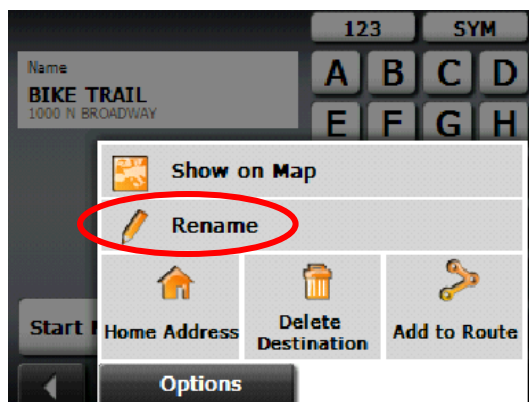 123 SYM
Name
A B C D
BIKE TRAIL
1000 N BROADWAY
E F G H
Show on Map
Rename
Start
Home Address
Delete
Destination
Add to Route
Options